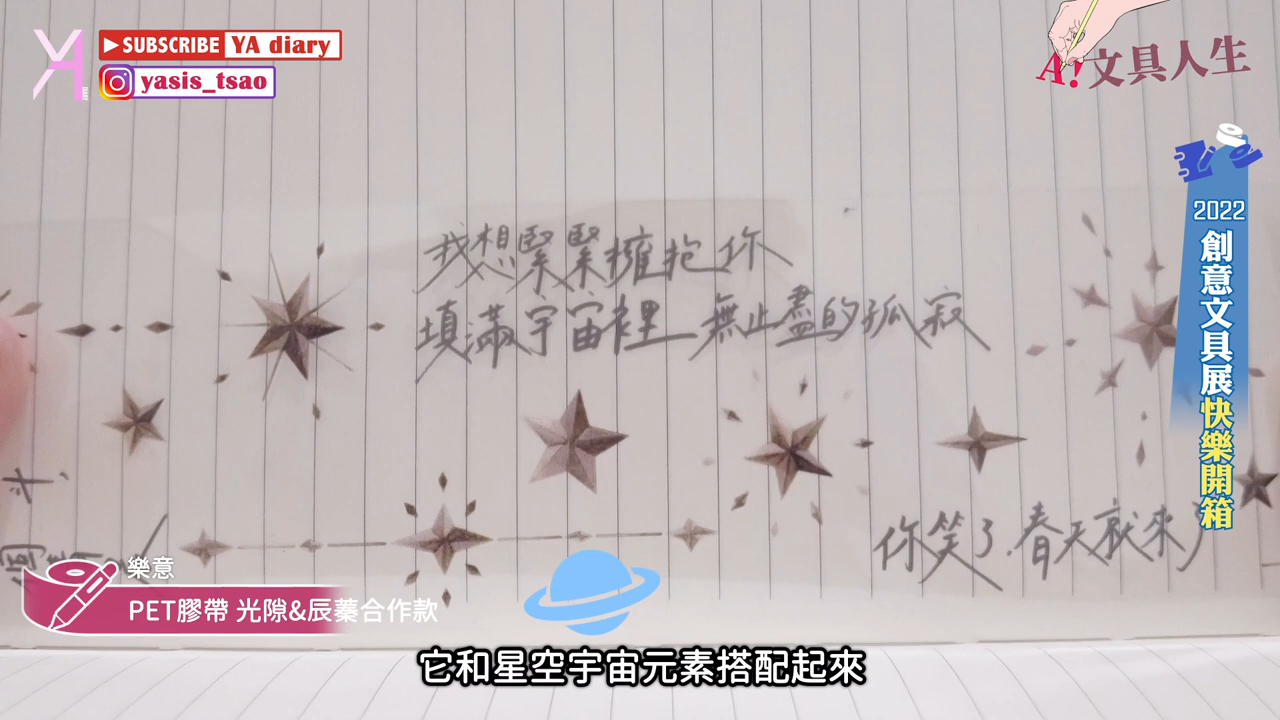 YA
DIARY
SUBSCRIBE YA diary
yasis_tsao
A!文具人生
2022
創意文具展快樂開箱
我想緊緊擁抱你
填滿宇宙裡 無止盡的孤寂
你笑了.春天就來了
樂意
PET膠帶 光隙&辰蓁合作款
它和星空宇宙元素搭配起來